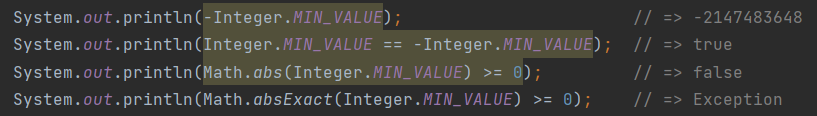 System.out.println(-Integer.MIN_VALUE); // => -2147483648
System.out.println(Integer.MIN_VALUE == -Integer.MIN_VALUE); // => true
System.out.println(Math.abs(Integer.MIN_VALUE) >= 0); // => false
System.out.println(Math.absExact(Integer.MIN_VALUE) >= 0); // => Exception